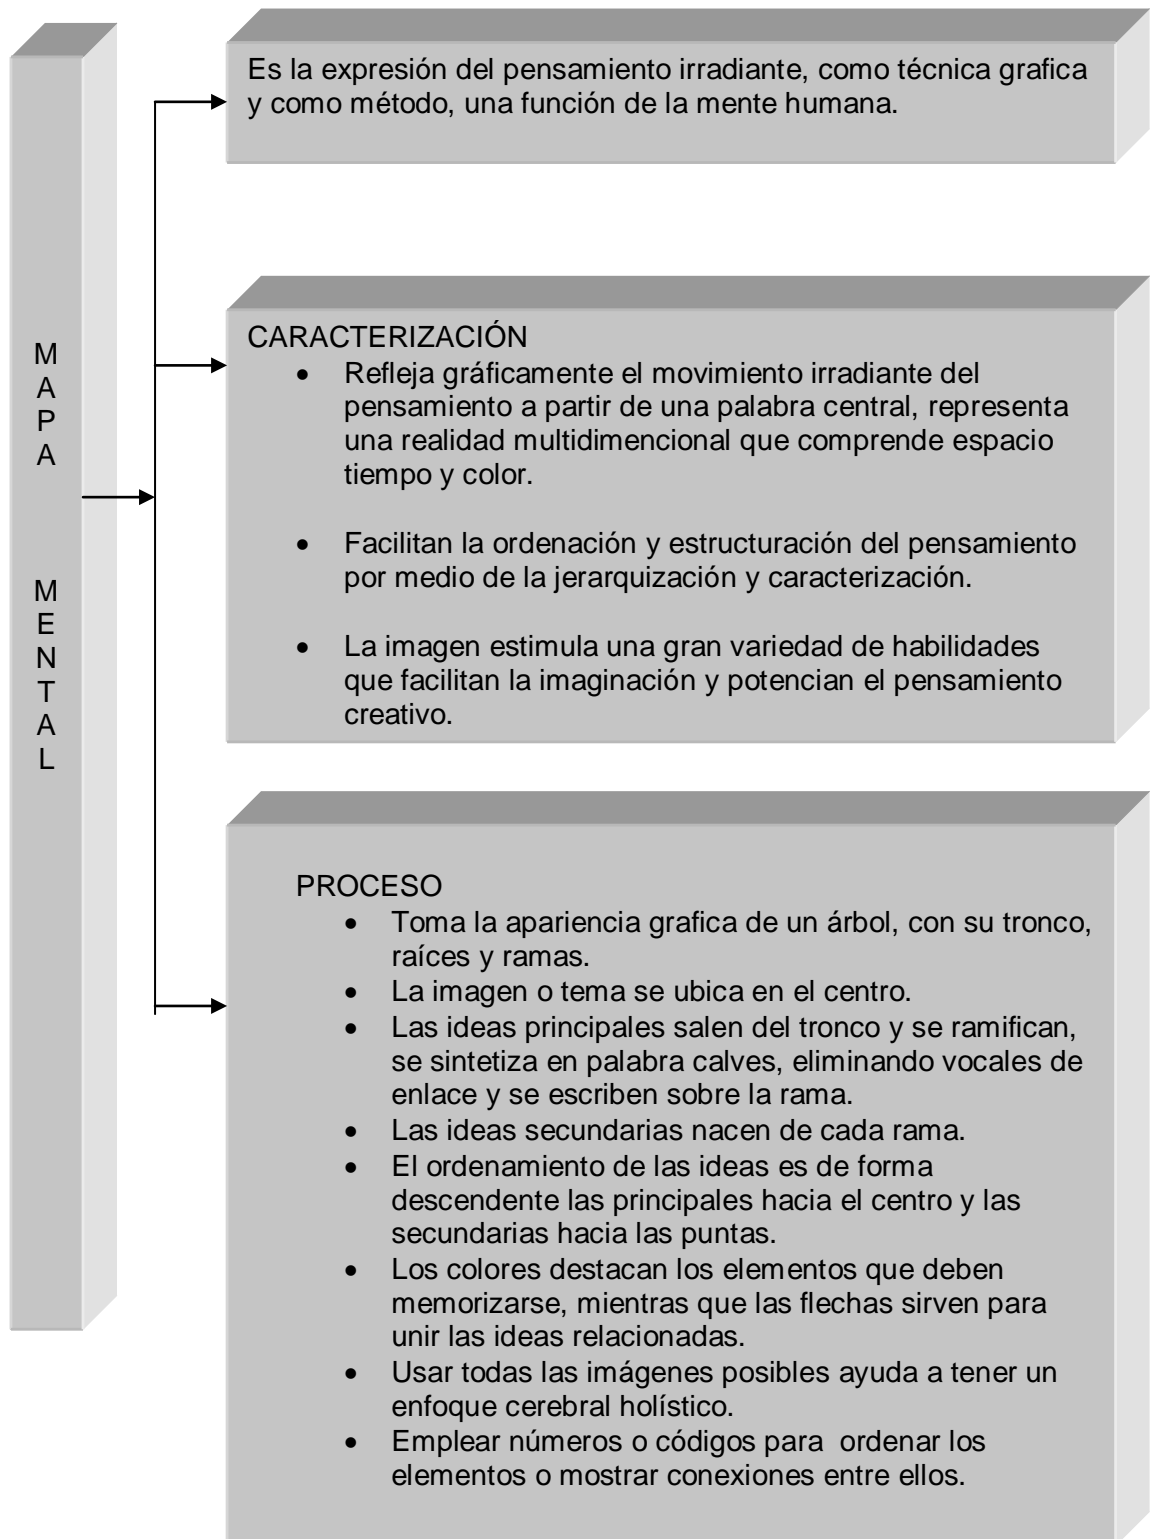 MAPA
MENTAL
Es la expresión del pensamiento irradiante, como técnica grafica
y como método, una función de la mente humana.
CARACTERIZACIÓN
• Refleja gráficamente el movimiento irradiante del
pensamiento a partir de una palabra central, representa
una realidad multidimencional que comprende espacio
tiempo y color.
• Facilitan la ordenación y estructuración del pensamiento
por medio de la jerarquización y caracterización.
• La imagen estimula una gran variedad de habilidades
que facilitan la imaginación y potencian el pensamiento
creativo.
PROCESO
• Toma la apariencia grafica de un árbol, con su tronco,
raíces y ramas.
• La imagen o tema se ubica en el centro.
• Las ideas principales salen del tronco y se ramifican,
se sintetiza en palabra calves, eliminando vocales de
enlace y se escriben sobre la rama.
• Las ideas secundarias nacen de cada rama.
• El ordenamiento de las ideas es de forma
descendente las principales hacia el centro y las
secundarias hacia las puntas.
• Los colores destacan los elementos que deben
memorizarse, mientras que las flechas sirven para
unir las ideas relacionadas.
• Usar todas las imágenes posibles ayuda a tener un
enfoque cerebral holístico.
• Emplear números o códigos para ordenar los
elementos o mostrar conexiones entre ellos.